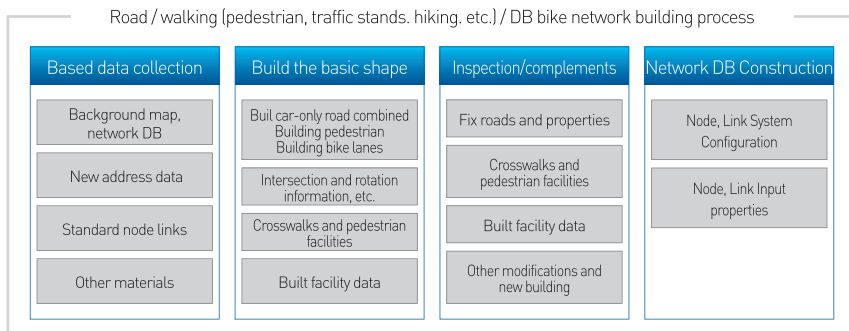 Road / walking (pedestrian, traffic stands. hiking. etc.) / DB bike network building process
Based data collection
Background map,
network DB
New address data
Standard node links
Other materials
Build the basic shape
Buil car-only road combined
Building pedestrian
Building bike lanes
Intersection and rotation
information, etc.
Crosswalks and pedestrian
facilities
Built facility data
Inspection/complements
Fix roads and properties
Crosswalks and
pedestrian facilities
Built facility data
Other modifications and
new building
Network DB Construction
Node, Link System
Configuration
Node, Link Input
properties